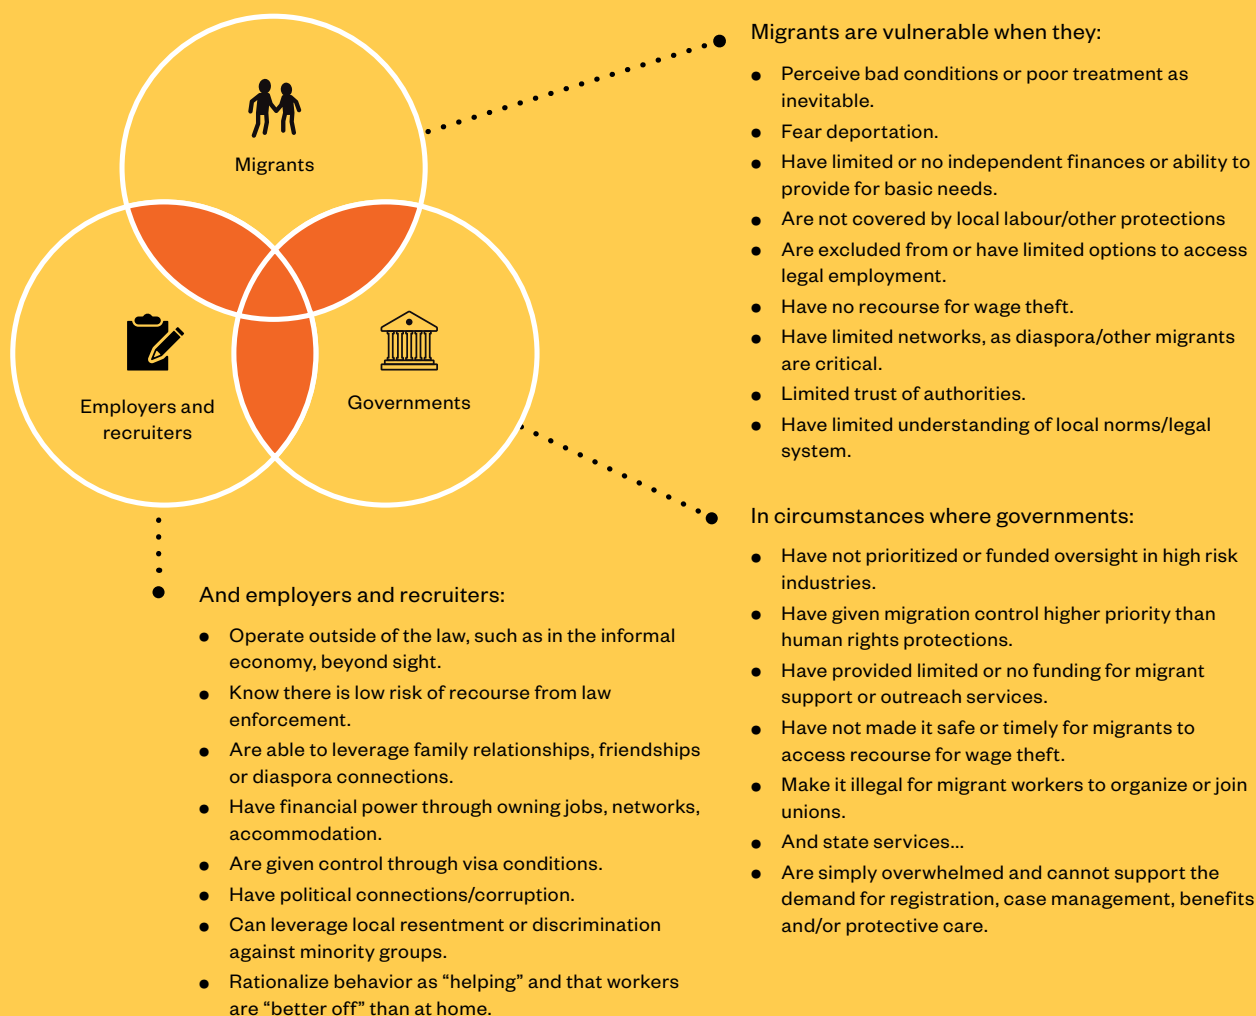 Migrants
Employers and
recruiters
Governments
Migrants are vulnerable when they:
● Perceive bad conditions or poor treatment as
inevitable.
● Fear deportation.
● Have limited or no independent finances or ability to
provide for basic needs.
● Are not covered by local labour/other protections
● Are excluded from or have limited options to access
legal employment.
● Have no recourse for wage theft.
● Have limited networks, as diaspora/other migrants
are critical.
● Limited trust of authorities.
● Have limited understanding of local norms/legal
system.
In circumstances where governments:
● Have not prioritized or funded oversight in high risk
industries.
● Have given migration control higher priority than
human rights protections.
● Have provided limited or no funding for migrant
support or outreach services.
● Have not made it safe or timely for migrants to
access recourse for wage theft.
● Make it illegal for migrant workers to organize or join
unions.
● And state services...
● Are simply overwhelmed and cannot support the
demand for registration, case management, benefits
and/or protective care.
And employers and recruiters:
● Operate outside of the law, such as in the informal
economy, beyond sight.
● Know there is low risk of recourse from law
enforcement.
● Are able to leverage family relationships, friendships
or diaspora connections.
● Have financial power through owning jobs, networks,
accommodation.
● Are given control through visa conditions.
● Have political connections/corruption.
● Can leverage local resentment or discrimination
against minority groups.
● Rationalize behavior as “helping” and that workers
are “better off” than at home.